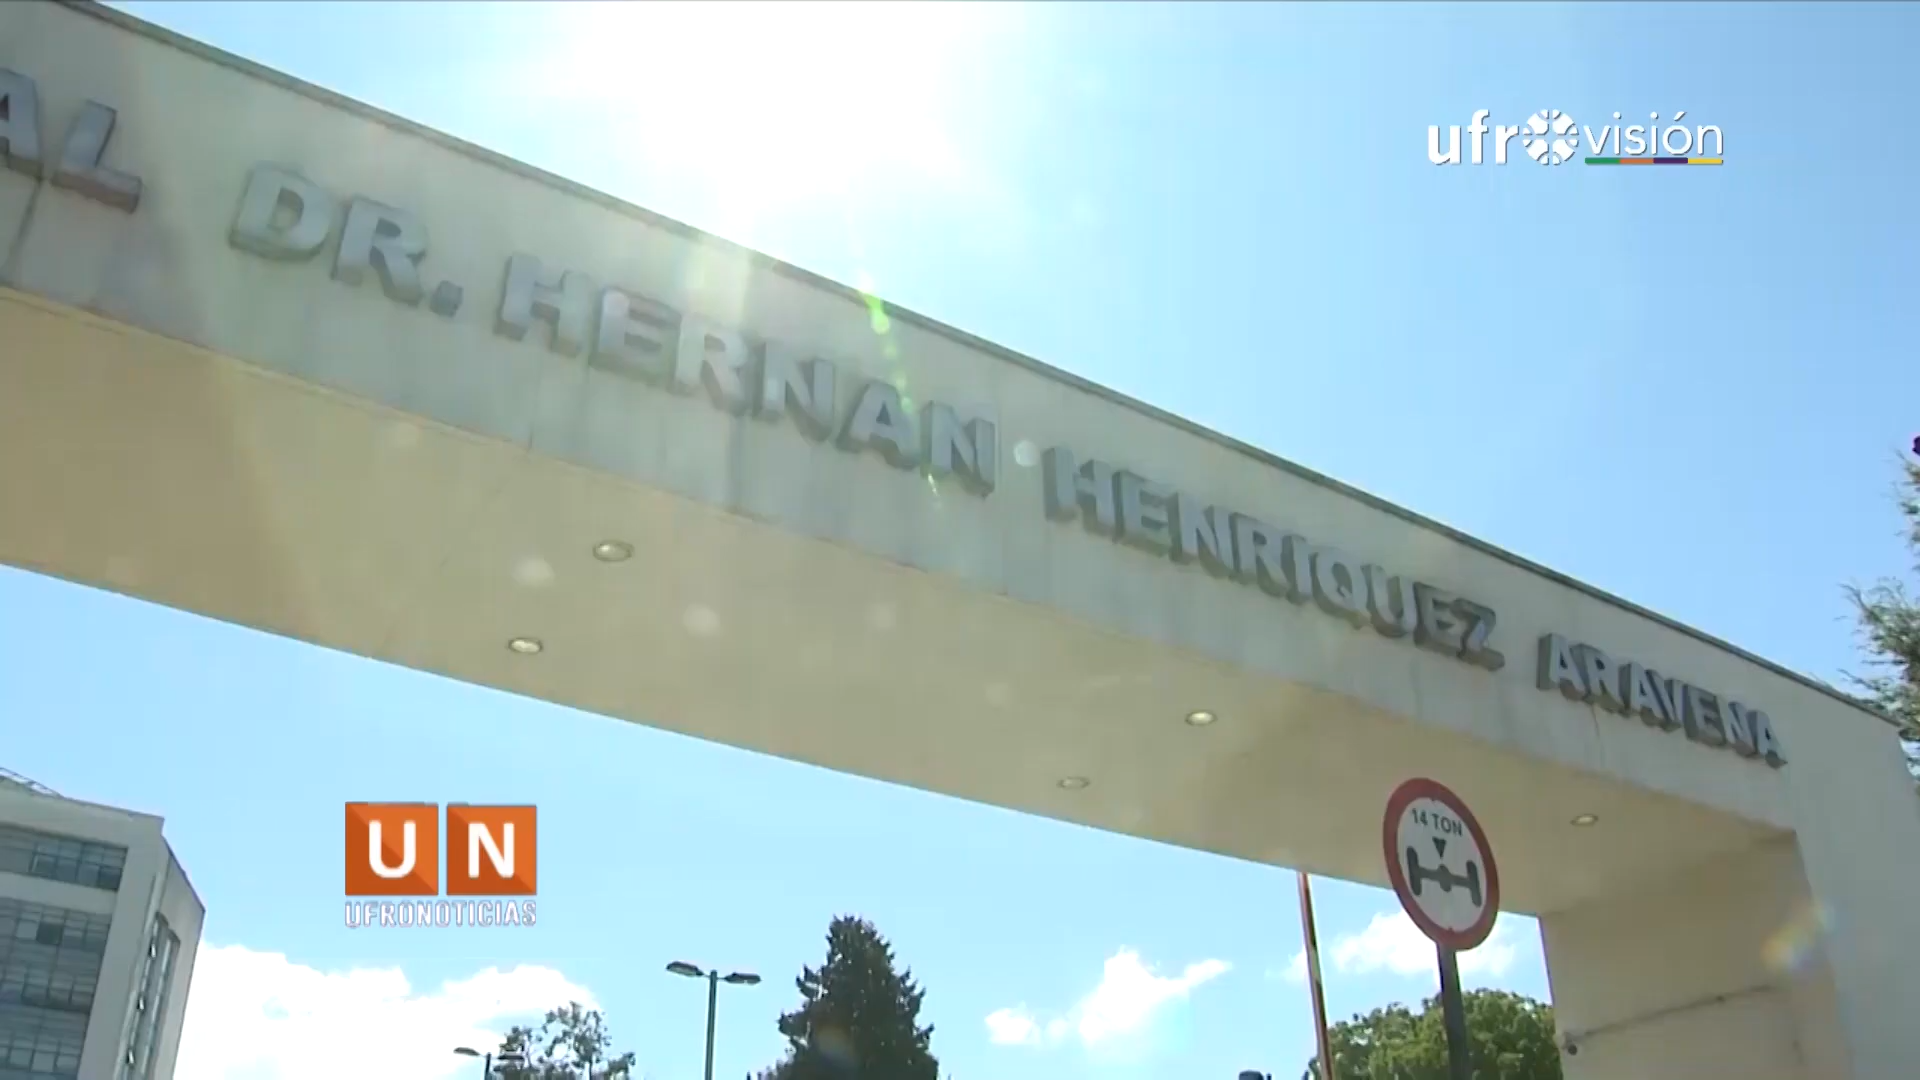 AL DR. HERNAN HENRIQUEZ ARAVENA
ufrovisión
14 TON
UN
UFRONOTICIAS